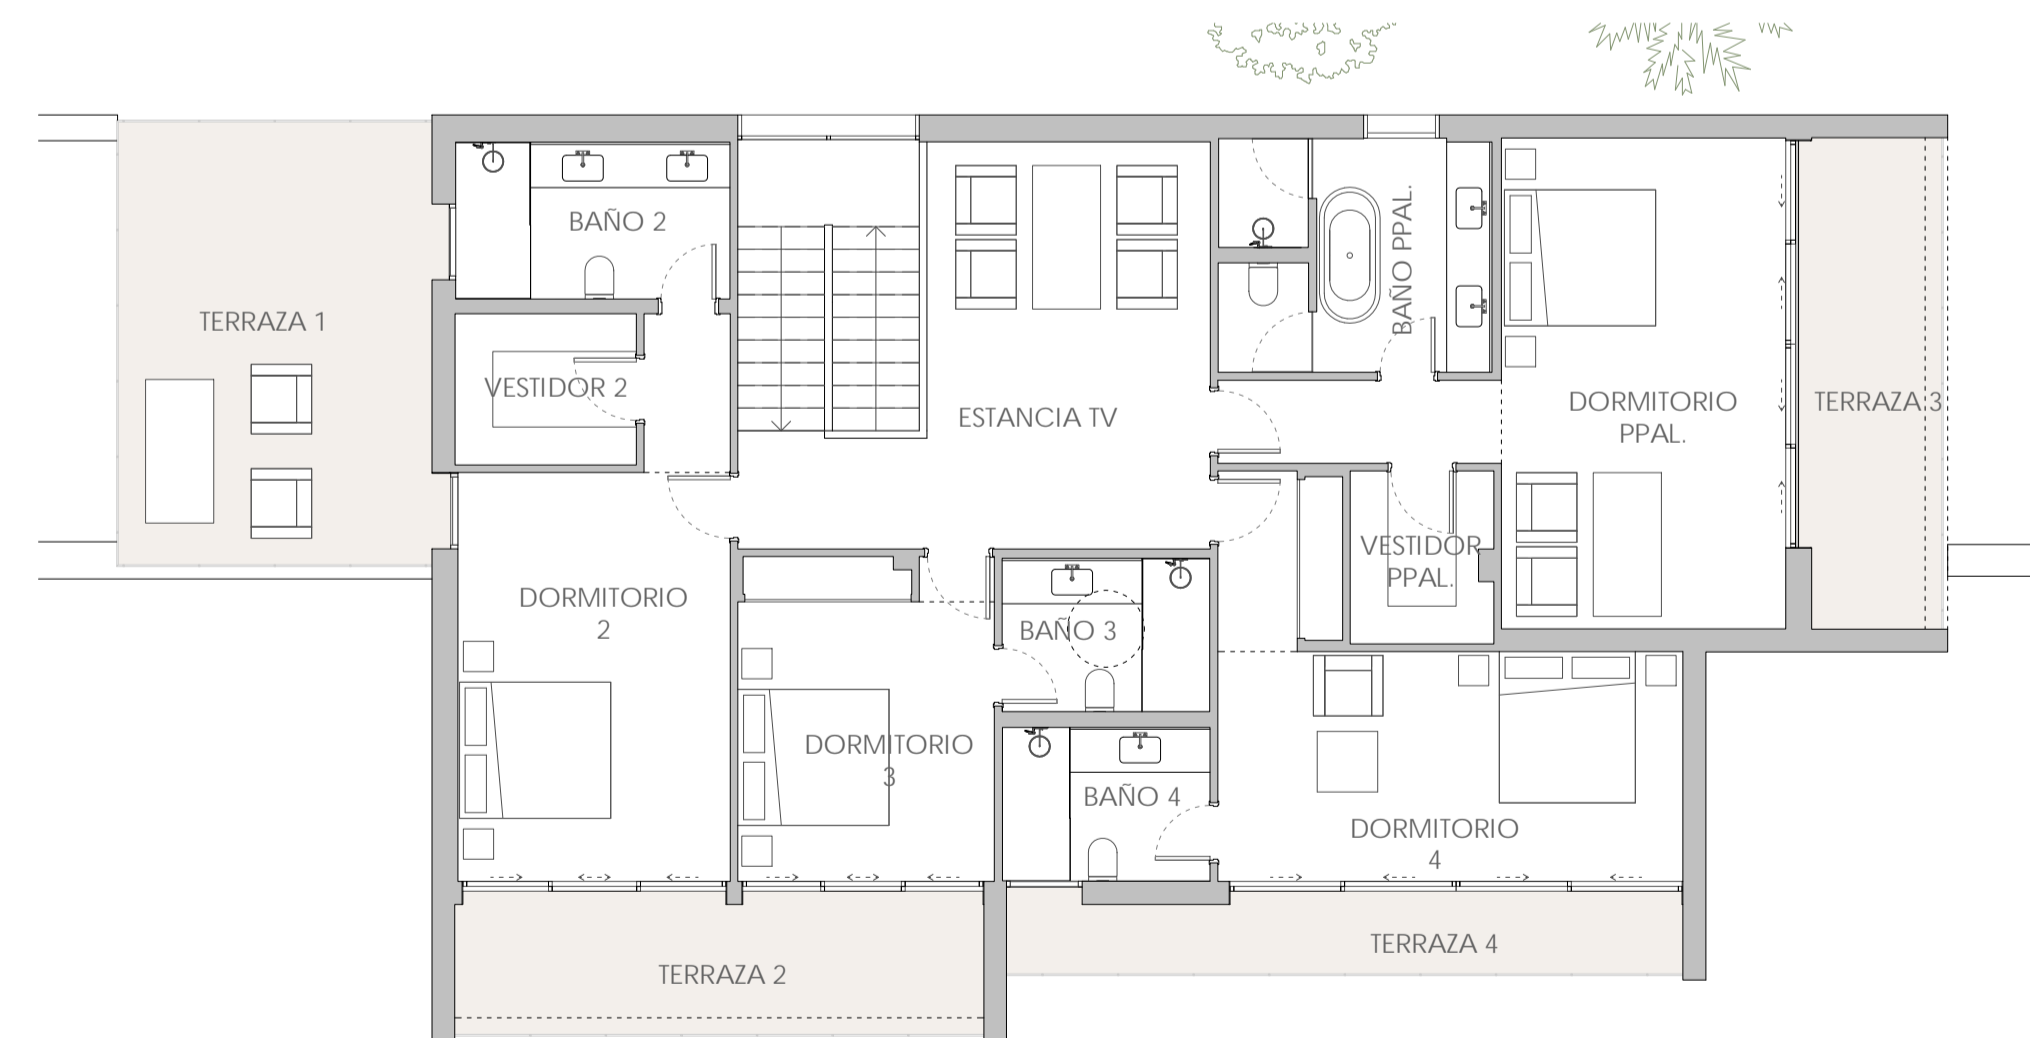 BAÑO 2
BAÑO PPAL.
TERRAZA 1
VESTIDOR 2
ESTANCIA TV
DORMITORIO
PPAL.
TERRAZA 3
VESTIDOR
PPAL.
DORMITORIO
2
BAÑO 3
DORMITORIO
3
BAÑO 4
DORMITORIO
4
TERRAZA 2
TERRAZA 4